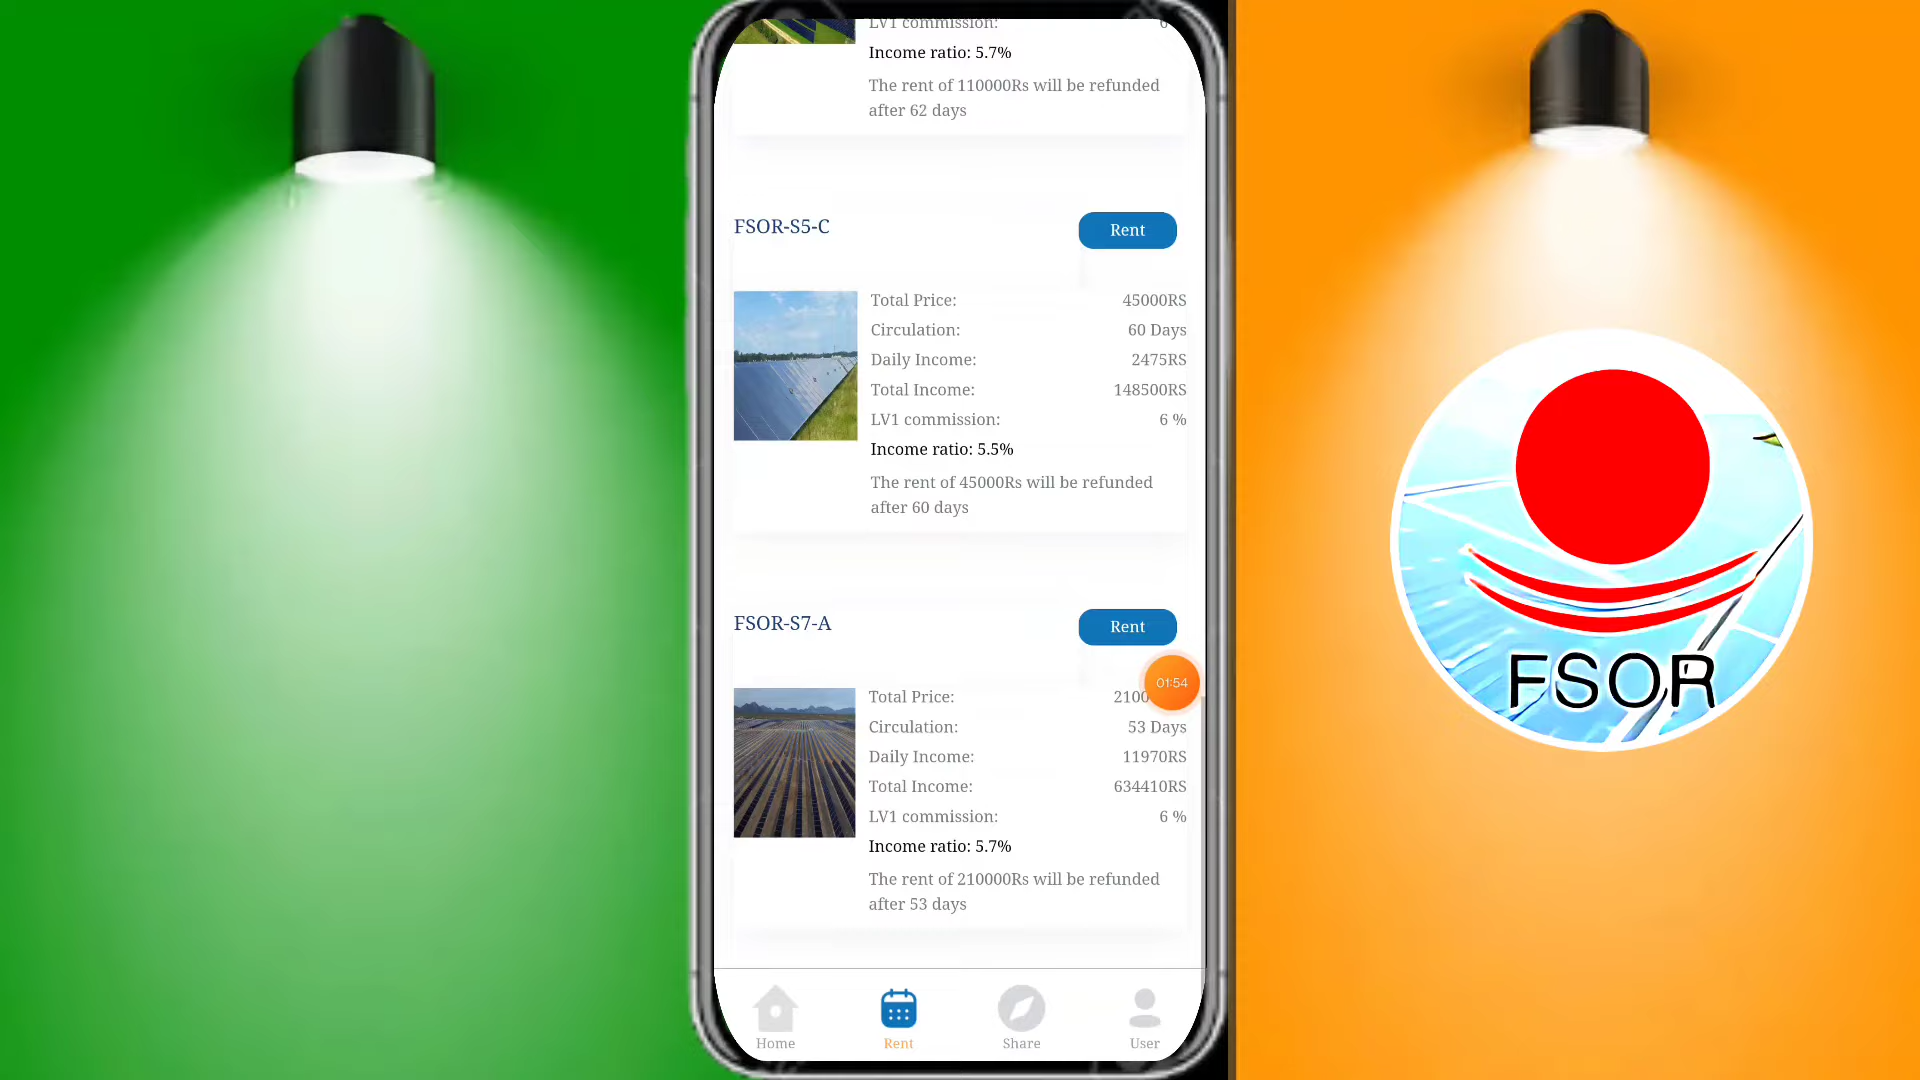 LV1 commission:
Income ratio: 5.7%
The rent of 110000Rs will be refunded
after 62 days
FSOR-S5-C
Rent
Total Price: 45000RS
Circulation: 60 Days
Daily Income: 2475RS
Total Income: 148500RS
LV1 commission: 6 %
Income ratio: 5.5%
The rent of 45000Rs will be refunded
after 60 days
FSOR-S7-A
Rent
01:54
Total Price: 2100
Circulation: 53 Days
Daily Income: 11970RS
Total Income: 634410RS
LV1 commission: 6 %
Income ratio: 5.7%
The rent of 210000Rs will be refunded
after 53 days
Home
Rent
Share
User
FSOR